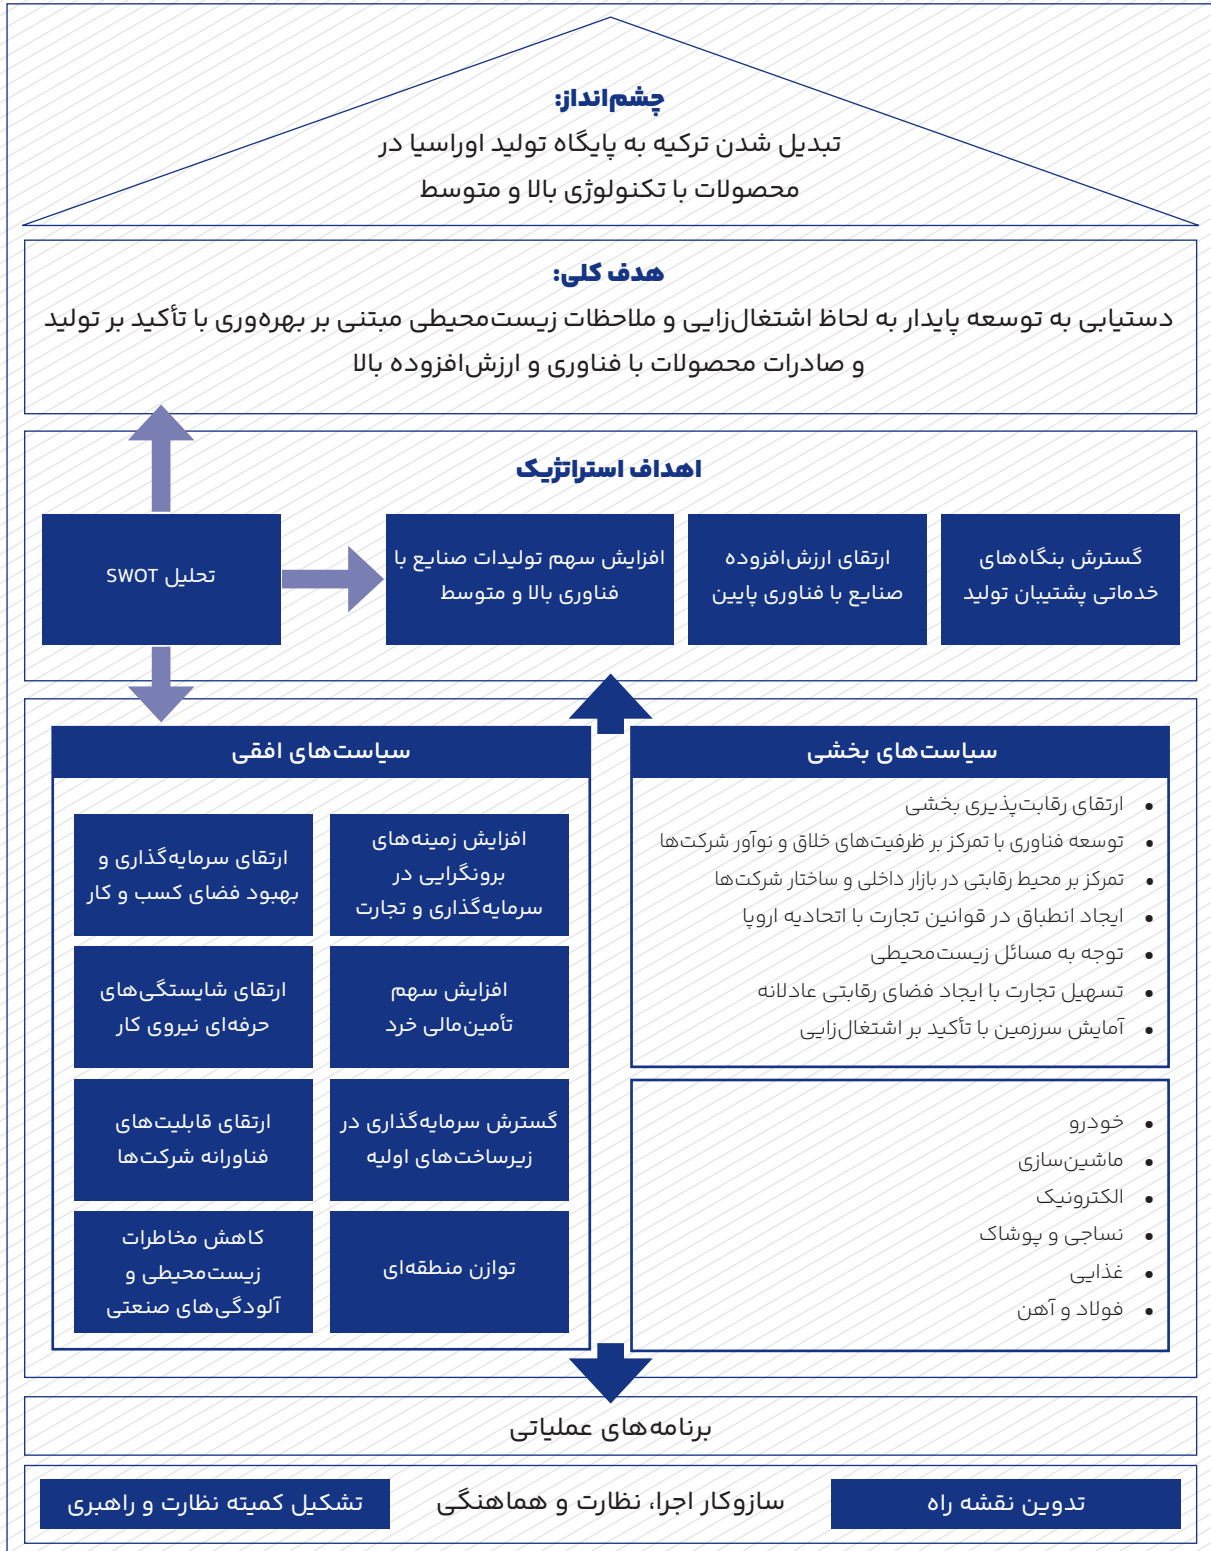 چشم‌انداز:
تبدیل شدن ترکیه به پایگاه تولید اوراسیا در
محصولات با تکنولوژی بالا و متوسط
هدف کلی:
دستیابی به توسعه پایدار به لحاظ اشتغال‌زایی و ملاحظات زیست‌محیطی مبتنی بر بهره‌وری با تأکید بر تولید
و صادرات محصولات با فناوری و ارزش‌افزوده بالا
اهداف استراتژیک
گسترش بنگاه‌های
خدماتی پشتیبان تولید
ارتقای ارزش‌افزوده
صنایع با فناوری پایین
افزایش سهم تولیدات صنایع با
فناوری بالا و متوسط
تحلیل SWOT
سیاست‌های بخشی
• ارتقای رقابت‌پذیری بخشی
• توسعه فناوری با تمرکز بر ظرفیت‌های خلاق و نوآور شرکت‌ها
• تمرکز بر محیط رقابتی در بازار داخلی و ساختار شرکت‌ها
• ایجاد انطباق در قوانین تجارت با اتحادیه اروپا
• توجه به مسائل زیست‌محیطی
• تسهیل تجارت با ایجاد فضای رقابتی عادلانه
• آمایش سرزمین با تأکید بر اشتغال‌زایی
• خودرو
• ماشین‌سازی
• الکترونیک
• نساجی و پوشاک
• غذایی
• فولاد و آهن
سیاست‌های افقی
افزایش زمینه‌های
برونگرایی در
سرمایه‌گذاری و تجارت
ارتقای سرمایه‌گذاری و
بهبود فضای کسب و کار
افزایش سهم
تأمین‌مالی خرد
ارتقای شایستگی‌های
حرفه‌ای نیروی کار
گسترش سرمایه‌گذاری در
زیرساخت‌های اولیه
ارتقای قابلیت‌های
فناورانه شرکت‌ها
توازن منطقه‌ای
کاهش مخاطرات
زیست‌محیطی و
آلودگی‌های صنعتی
برنامه‌های عملیاتی
تدوین نقشه راه
سازوکار اجرا، نظارت و هماهنگی
تشکیل کمیته نظارت و راهبری